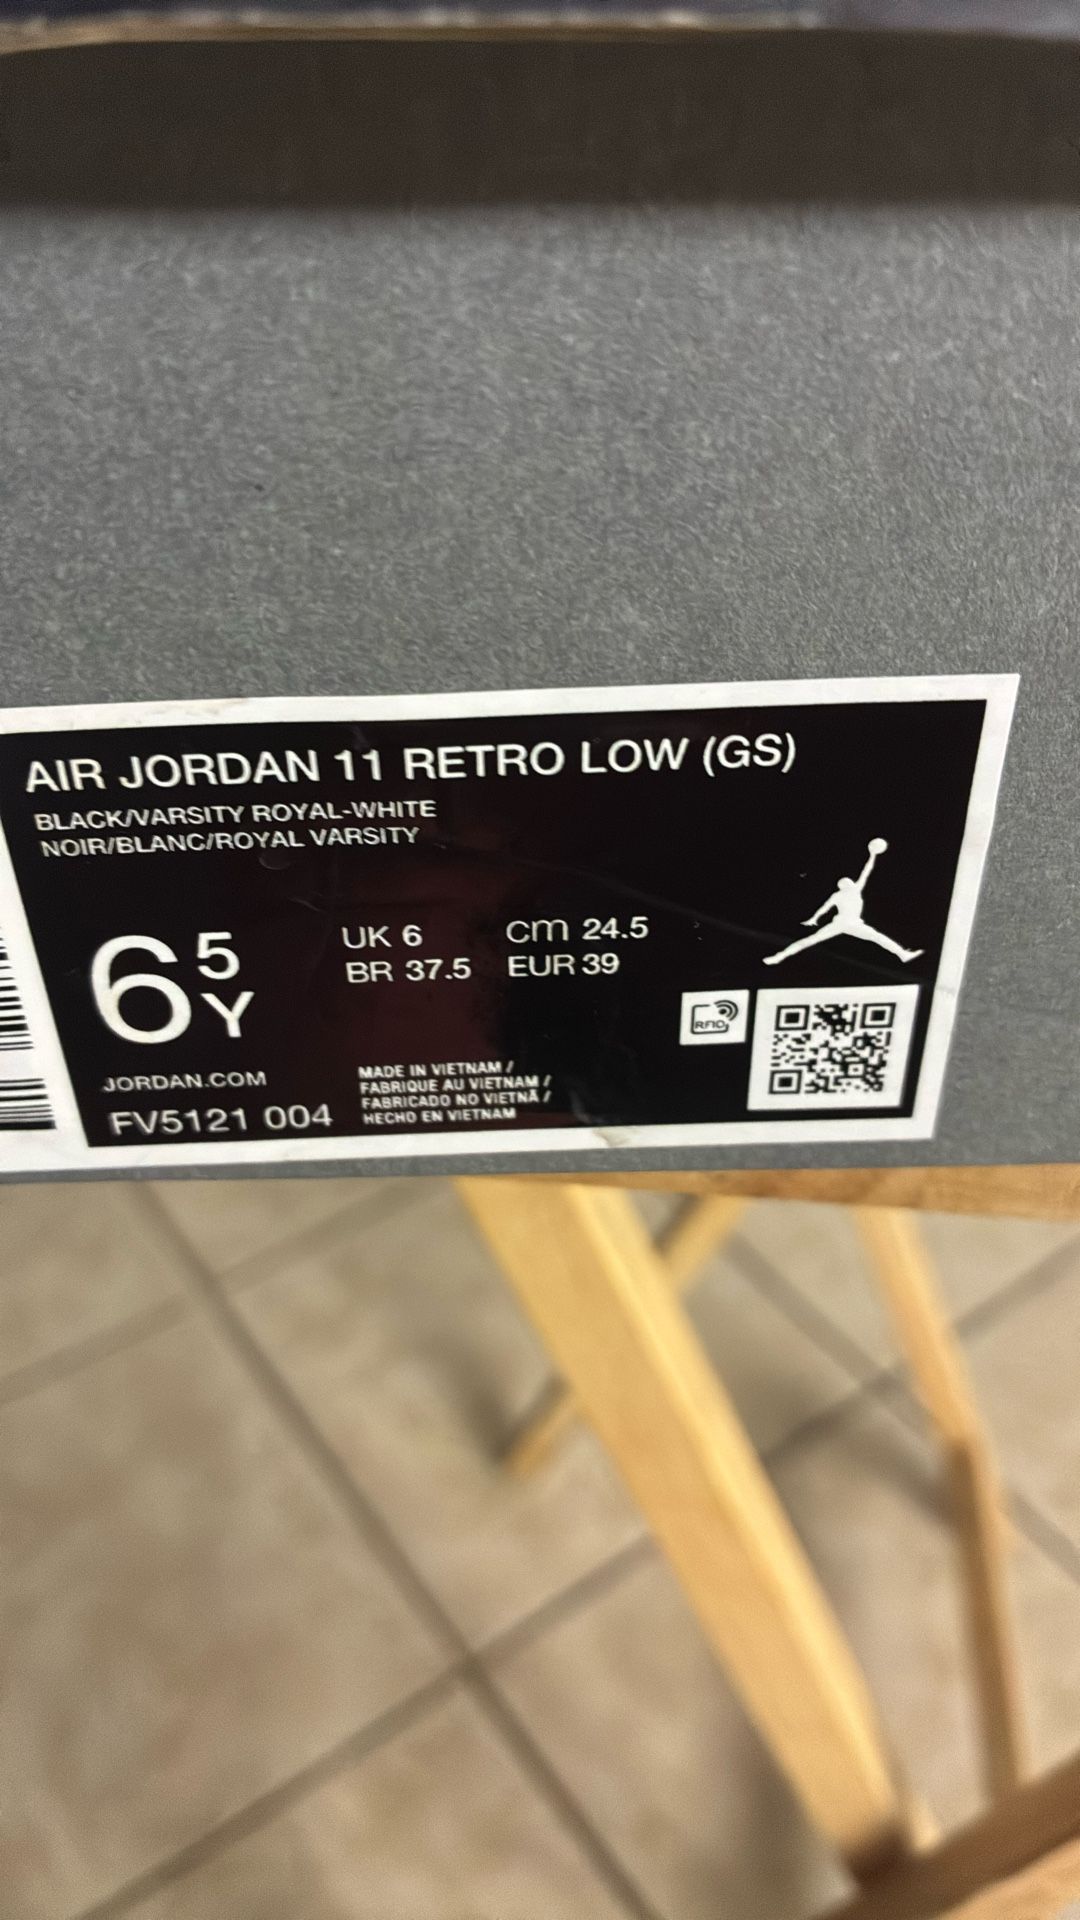 AIR JORDAN 11 RETRO LOW (GS)
BLACK/VARSITY ROYAL-WHITE
NOIR/BLANC/ROYAL VARSITY
6 5 Y
UK 6 cm 24.5
BR 37.5 EUR 39
RFID
JORDAN.COM
FV5121 004
MADE IN VIETNAM /
FABRIQUE AU VIETNAM /
FABRICADO NO VIETNÃ /
HECHO EN VIETNAM